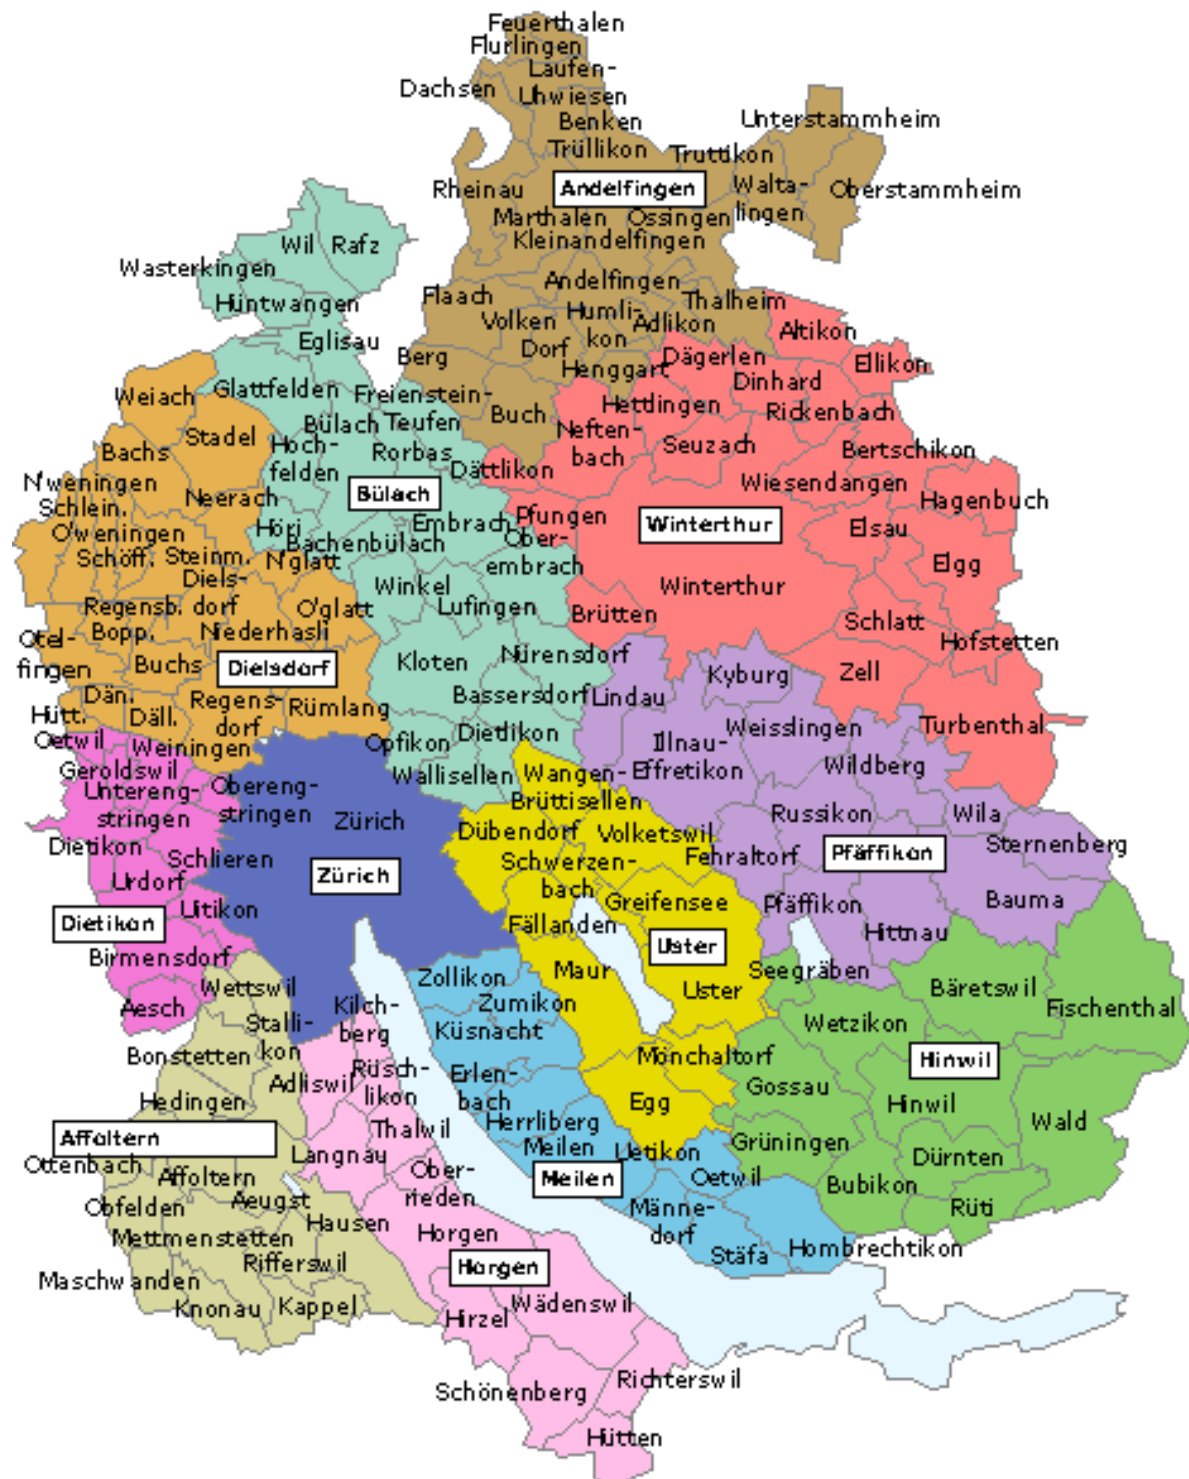 Feuerthalen
Flurlingen
Laufen-
Uhwiesen
Dachsen
Benken
Unterstammheim
Trüllikon
Truttikon
Rheinau
Andelfingen
Walta-
lingen
Oberstammheim
Marthalen
Ossingen
Kleinandelfingen
Wil
Rafz
Wasterkingen
Hüntwangen
Andelfingen
Flaach
Thalheim
Volken
Humli-
kon
Adlikon
Altikon
Eglisau
Dorf
Berg
Henggart
Dägerlen
Ellikon
Weiach
Glattfelden
Freienstein-
Teufen
Buch
Hettlingen
Dinhard
Rickenbach
Bülach
Neften-
bach
Stadel
Bachs
Hoch-
felden
Rorbas
Seuzach
Bertschikon
Dättlikon
N'weningen
Neerach
Bülach
Wiesendangen
Hagenbuch
Schlein.
Pfungen
Winterthur
Elsau
O'weningen
Höri
Embrach
Bachenbülach
Ober-
embrach
Schöff.
Steinm.
N'glatt
Elgg
Diels-
dorf
Winkel
Winterthur
Regensb.
O'glatt
Lufingen
Brütten
Schlatt
Bopp.
Niederhasli
Hofstetten
Otel-
fingen
Buchs
Dielsdorf
Kloten
Nürensdorf
Zell
Kyburg
Dän.
Regens-
dorf
Rümlang
Bassersdorf
Lindau
Hütt.
Däll.
Weisslingen
Turbenthal
Oetwil
Weiningen
Opfikon
Dietlikon
Illnau-
Effretikon
Geroldswil
Wallisellen
Wangen-
Brüttisellen
Wildberg
Untereng-
stringen
Obereng-
stringen
Zürich
Russikon
Wila
Dübendorf
Volketswil
Dietikon
Schlieren
Schwerzen-
bach
Fehraltorf
Pfäffikon
Sternenberg
Urdorf
Zürich
Greifensee
Pfäffikon
Bauma
Dietikon
Uitikon
Fällanden
Hittnau
Birmensdorf
Uster
Zollikon
Maur
Seegräben
Wettswil
Bäretswil
Aesch
Kilch-
berg
Zumikon
Uster
Fischenthal
Stalli-
kon
Küsnacht
Wetzikon
Bonstetten
Mönchaltorf
Hinwil
Adliswil
Rüsch-
likon
Erlen-
bach
Gossau
Hedingen
Herrliberg
Egg
Hinwil
Wald
Affoltern
Thalwil
Meilen
Uetikon
Grüningen
Ottenbach
Langnau
Dürnten
Affoltern
Ober-
rieden
Meilen
Oetwil
Bubikon
Aeugst
Obfelden
Hausen
Männe-
dorf
Rüti
Mettmenstetten
Horgen
Stäfa
Hombrechtikon
Rifferswil
Horgen
Maschwanden
Knonau
Kappel
Hirzel
Wädenswil
Schönenberg
Richterswil
Hütten